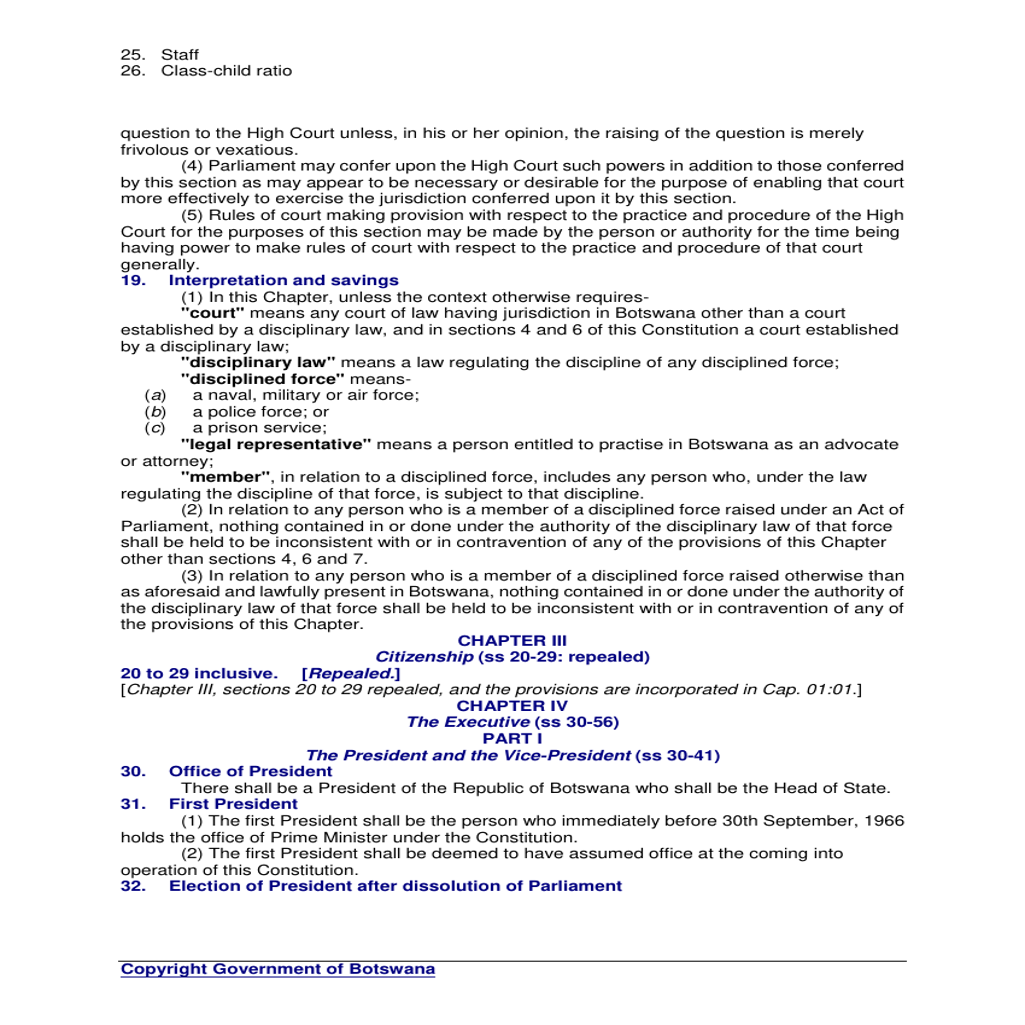 25. Staff
26. Class-child ratio
question to the High Court unless, in his or her opinion, the raising of the question is merely
frivolous or vexatious.
(4) Parliament may confer upon the High Court such powers in addition to those conferred
by this section as may appear to be necessary or desirable for the purpose of enabling that court
more effectively to exercise the jurisdiction conferred upon it by this section.
(5) Rules of court making provision with respect to the practice and procedure of the High
Court for the purposes of this section may be made by the person or authority for the time being
having power to make rules of court with respect to the practice and procedure of that court
generally.
19. Interpretation and savings
(1) In this Chapter, unless the context otherwise requires-
"court" means any court of law having jurisdiction in Botswana other than a court
established by a disciplinary law, and in sections 4 and 6 of this Constitution a court established
by a disciplinary law;
"disciplinary law" means a law regulating the discipline of any disciplined force;
"disciplined force" means-
(a) a naval, military or air force;
(b) a police force; or
(c) a prison service;
"legal representative" means a person entitled to practise in Botswana as an advocate
or attorney;
"member", in relation to a disciplined force, includes any person who, under the law
regulating the discipline of that force, is subject to that discipline.
(2) In relation to any person who is a member of a disciplined force raised under an Act of
Parliament, nothing contained in or done under the authority of the disciplinary law of that force
shall be held to be inconsistent with or in contravention of any of the provisions of this Chapter
other than sections 4, 6 and 7.
(3) In relation to any person who is a member of a disciplined force raised otherwise than
as aforesaid and lawfully present in Botswana, nothing contained in or done under the authority of
the disciplinary law of that force shall be held to be inconsistent with or in contravention of any of
the provisions of this Chapter.
CHAPTER III
Citizenship (ss 20-29: repealed)
20 to 29 inclusive. [Repealed.]
[Chapter III, sections 20 to 29 repealed, and the provisions are incorporated in Cap. 01:01.]
CHAPTER IV
The Executive (ss 30-56)
PART I
The President and the Vice-President (ss 30-41)
30. Office of President
There shall be a President of the Republic of Botswana who shall be the Head of State.
31. First President
(1) The first President shall be the person who immediately before 30th September, 1966
holds the office of Prime Minister under the Constitution.
(2) The first President shall be deemed to have assumed office at the coming into
operation of this Constitution.
32. Election of President after dissolution of Parliament
Copyright Government of Botswana